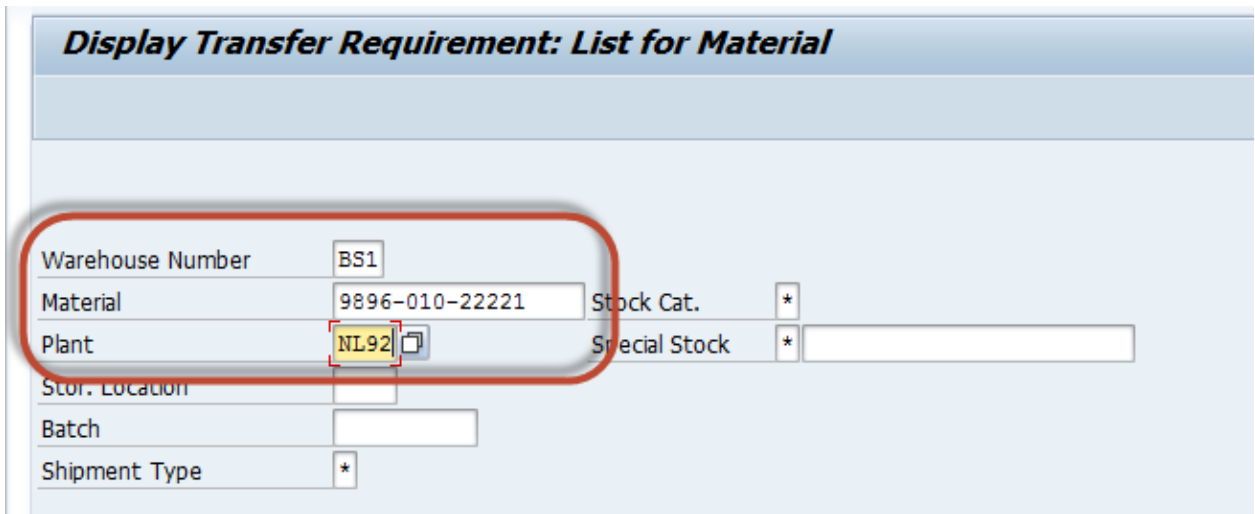 Display Transfer Requirement: List for Material
Warehouse Number BS1
Material 9896-010-22221 Stock Cat. *
Plant NL92 Special Stock *
Stor. Location
Batch
Shipment Type *